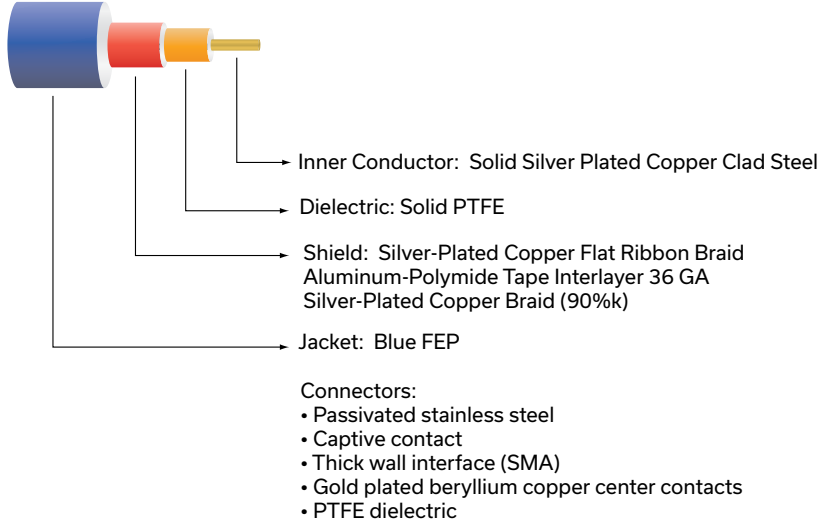 Inner Conductor: Solid Silver Plated Copper Clad Steel
Dielectric: Solid PTFE
Shield: Silver-Plated Copper Flat Ribbon Braid
Aluminum-Polymide Tape Interlayer 36 GA
Silver-Plated Copper Braid (90%k)
Jacket: Blue FEP
Connectors:
• Passivated stainless steel
• Captive contact
• Thick wall interface (SMA)
• Gold plated beryllium copper center contacts
• PTFE dielectric